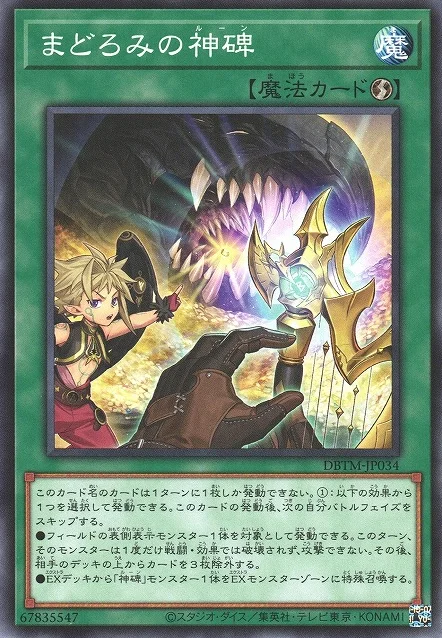 まどろみの神碑
魔
【魔法カード】
DBTM-JP034
このカード名のカードは1ターンに1枚しか発動できない。①:以下の効果から
1つを選択して発動できる。このカードの発動後、次の自分バトルフェイズを
スキップする。
●フィールドの表側表示モンスター1体を対象として発動できる。このターン、
そのモンスターは1度だけ戦闘・効果では破壊されず、攻撃できない。その後、
相手のデッキの上からカードを3枚除外する。
●EXデッキから「神碑」モンスター1体をEXモンスターゾーンに特殊召喚する。
67835547
©スタジオ・ダイス/集英社・テレビ東京・KONAMI